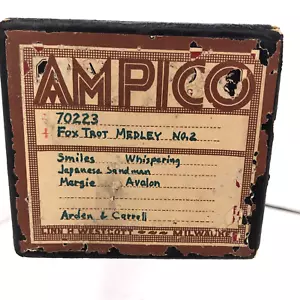 AMPICO
70223
FOX TROT MEDLEY NO.2
Smiles Whispering
Japanese Sandman
Margie Avalon
Arden & Carroll
LINN H. WESTCOTT MILWAUKEE